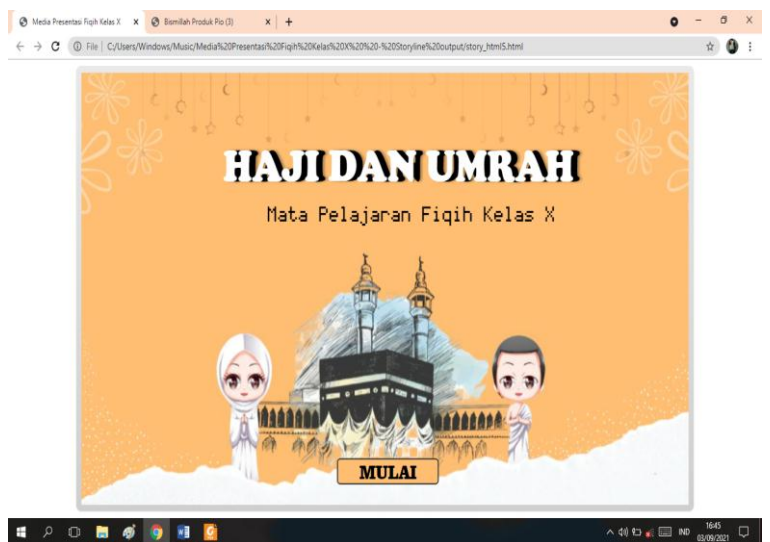 Media Presentasi Fiqih Kelas X
Bismillah Produk Pio (3)
File | C:/Users/Windows/Music/Media%20Presentasi%20Fiqih%20Kelas%20X%20%20-%20Storyline%20output/story_html5.html
HAJI DAN UMRAH
Mata Pelajaran Fiqih Kelas X
MULAI
IND
16:45
03/09/2021